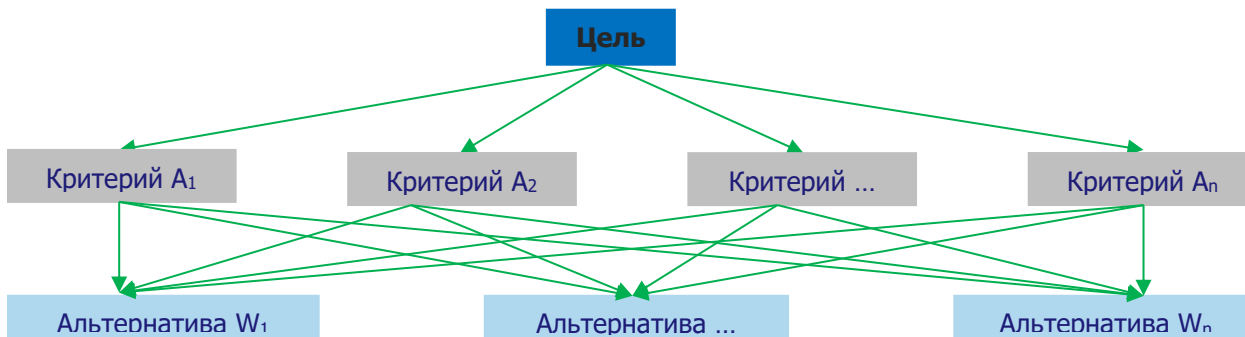 Цель
Критерий A₁
Критерий A₂
Критерий ...
Критерий Aₙ
Альтернатива W₁
Альтернатива ...
Альтернатива Wₙ